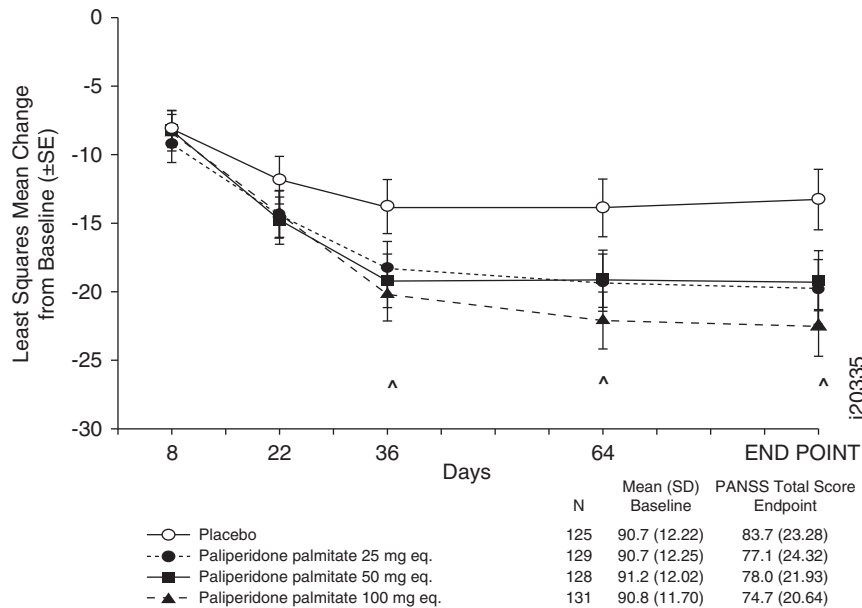 0
-5
-10
-15
-20
-25
-30
Least Squares Mean Change
from Baseline (±SE)
^ ^ ^
8 22 36 64 END POINT
Days
j20335
Mean (SD) PANSS Total Score
N Baseline Endpoint
Placebo 125 90.7 (12.22) 83.7 (23.28)
Paliperidone palmitate 25 mg eq. 129 90.7 (12.25) 77.1 (24.32)
Paliperidone palmitate 50 mg eq. 128 91.2 (12.02) 78.0 (21.93)
Paliperidone palmitate 100 mg eq. 131 90.8 (11.70) 74.7 (20.64)